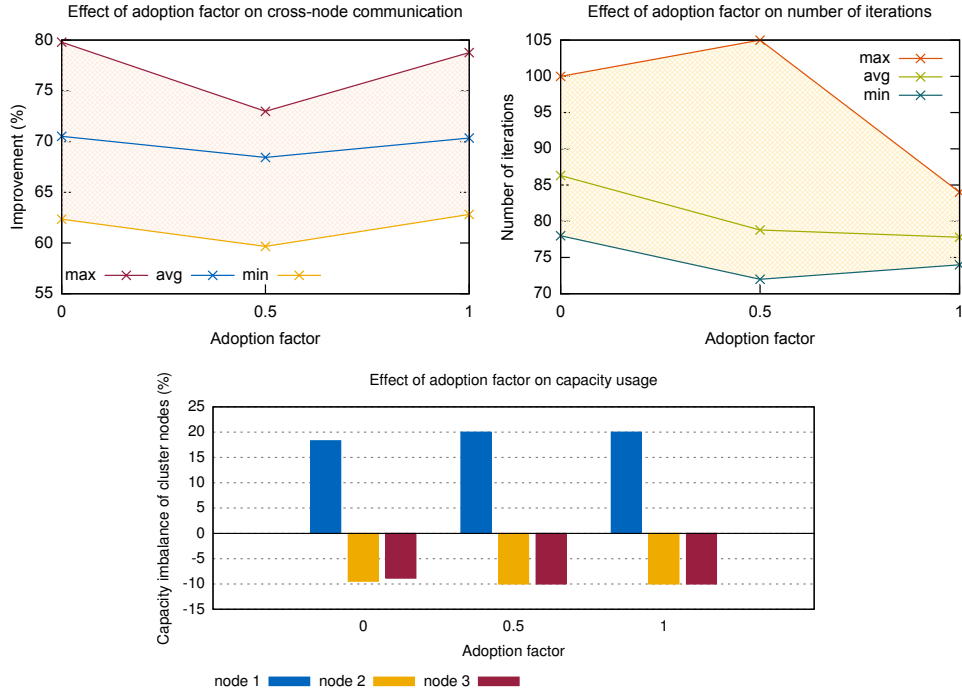 Effect of adoption factor on cross-node communication
80
75
70
65
60
55
Improvement (%)
max avg min
0 0.5 1
Adoption factor
Effect of adoption factor on number of iterations
105
100
95
90
85
80
75
70
Number of iterations
max
avg
min
0 0.5 1
Adoption factor
Effect of adoption factor on capacity usage
25
20
15
10
5
0
-5
-10
-15
Capacity imbalance of cluster nodes (%)
0 0.5 1
Adoption factor
node 1 node 2 node 3